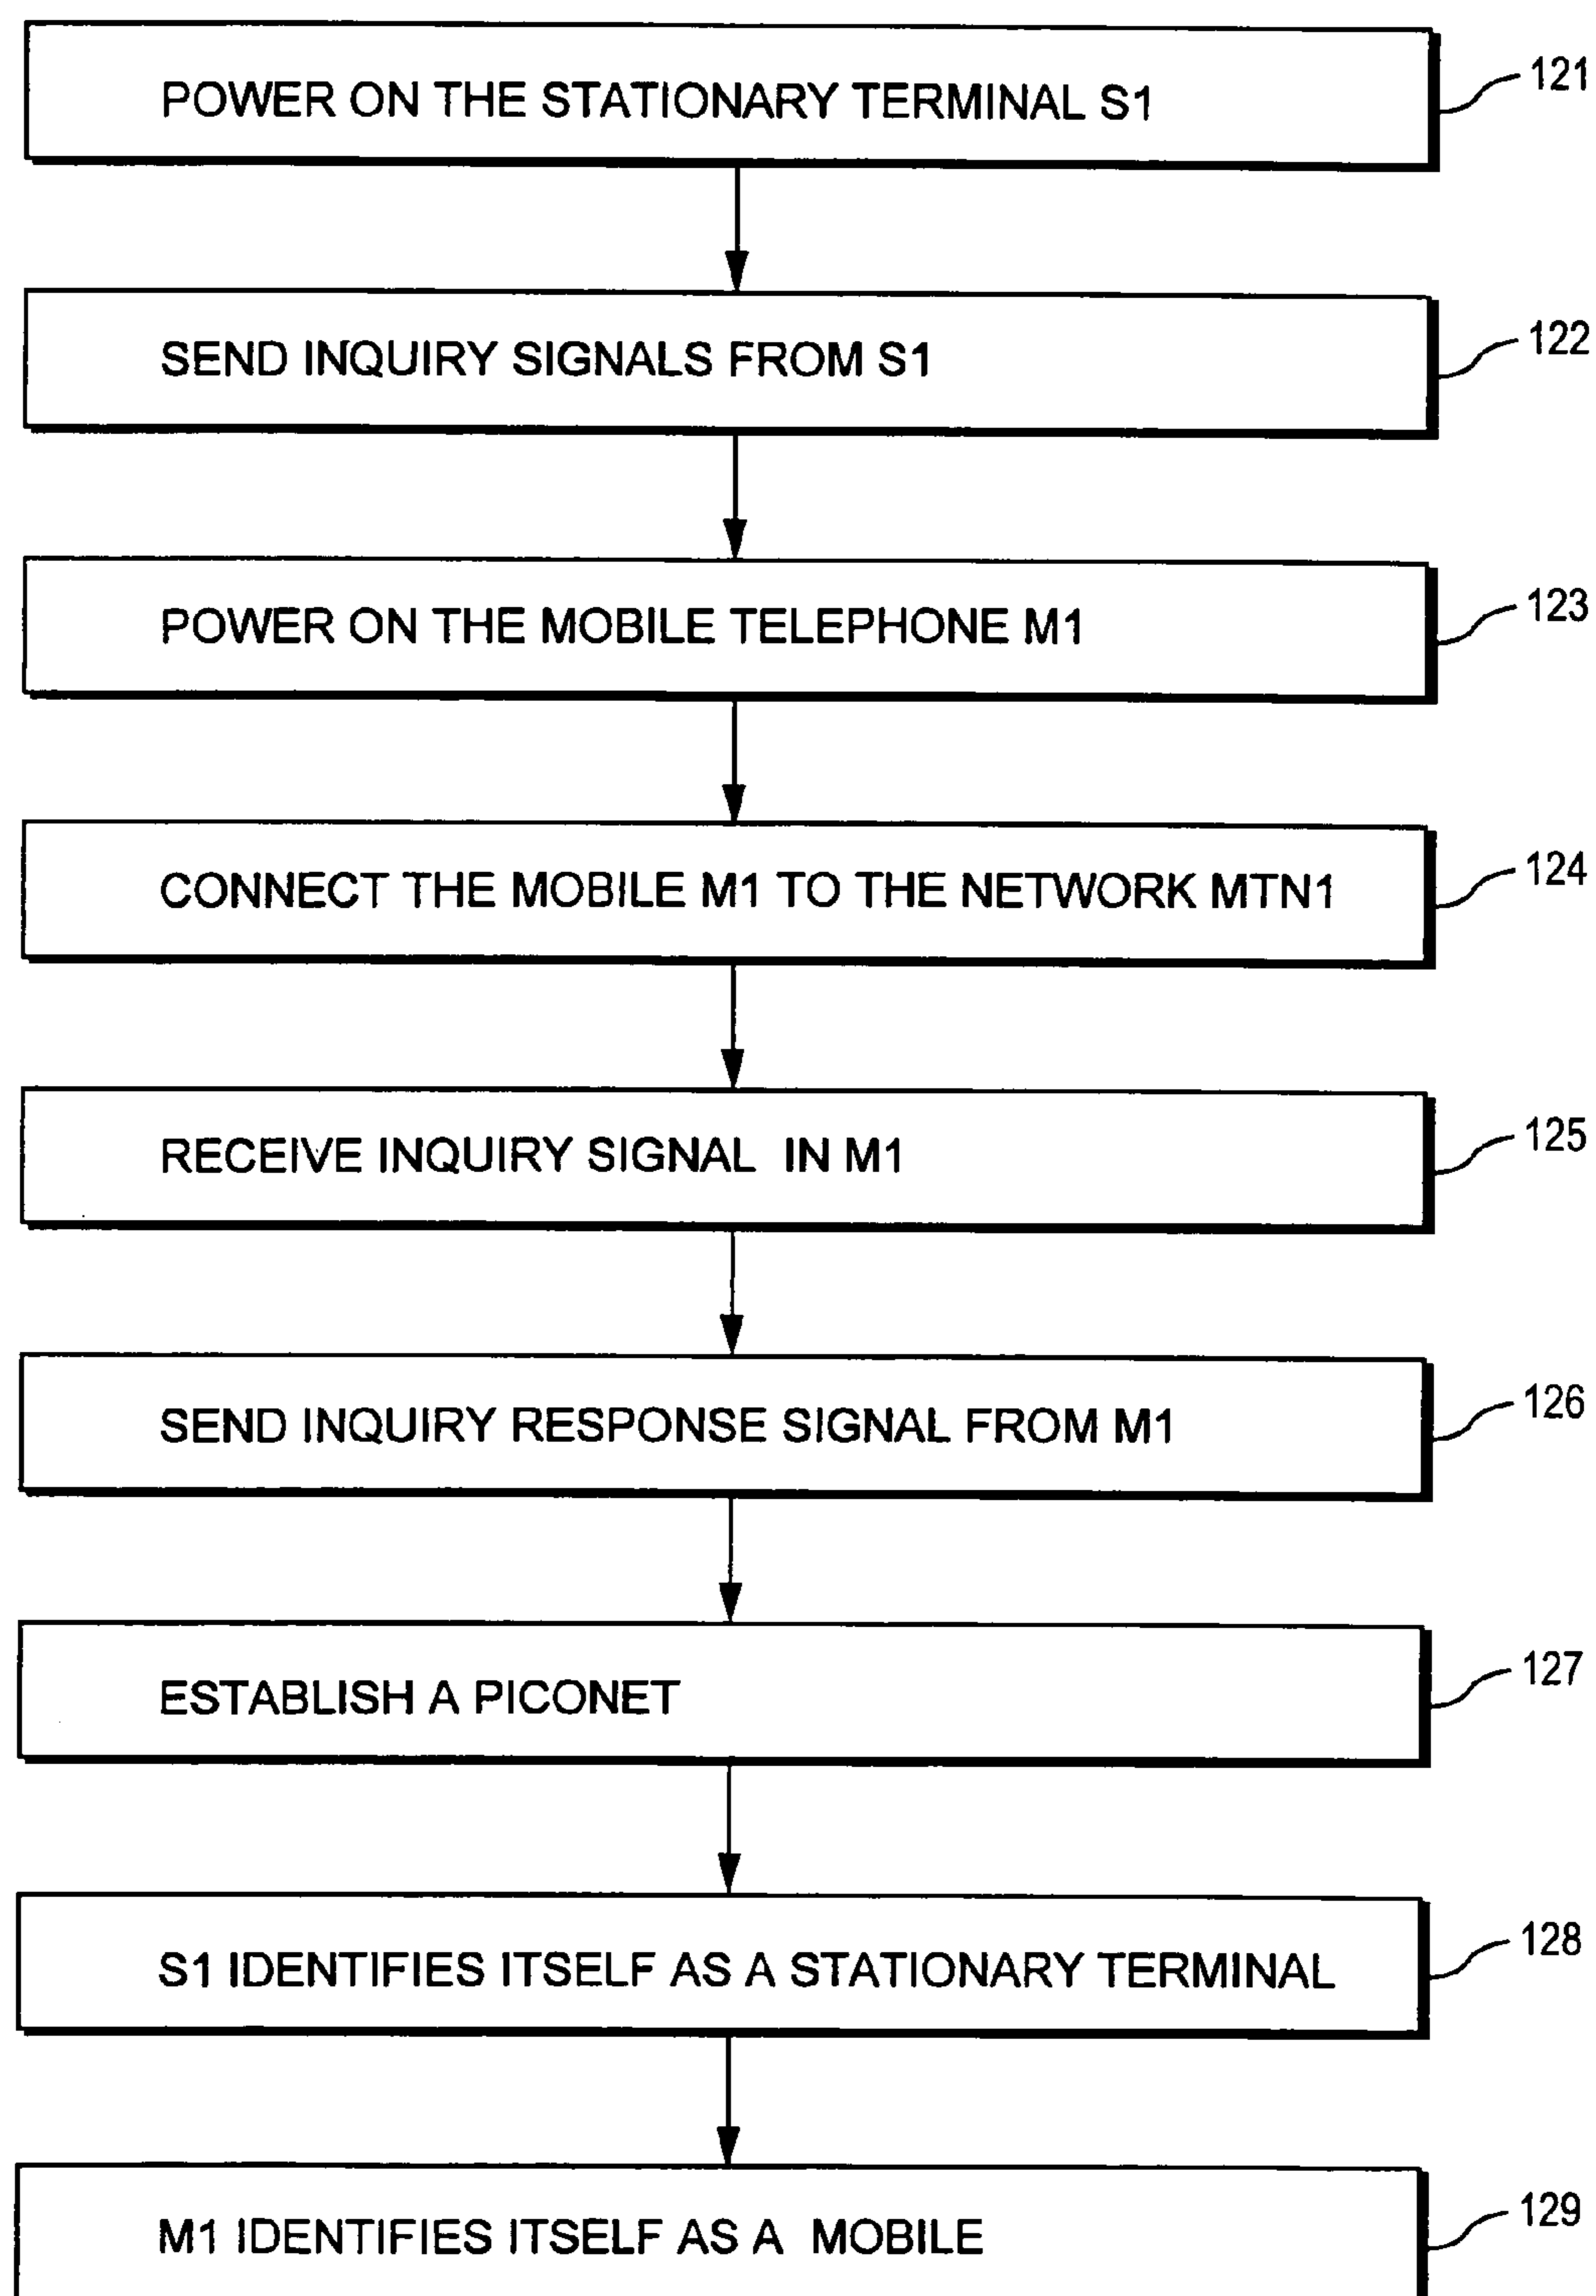 POWER ON THE STATIONARY TERMINAL S1
121
SEND INQUIRY SIGNALS FROM S1
122
POWER ON THE MOBILE TELEPHONE M1
123
CONNECT THE MOBILE M1 TO THE NETWORK MTN1
124
RECEIVE INQUIRY SIGNAL IN M1
125
SEND INQUIRY RESPONSE SIGNAL FROM M1
126
ESTABLISH A PICONET
127
S1 IDENTIFIES ITSELF AS A STATIONARY TERMINAL
128
M1 IDENTIFIES ITSELF AS A MOBILE
129